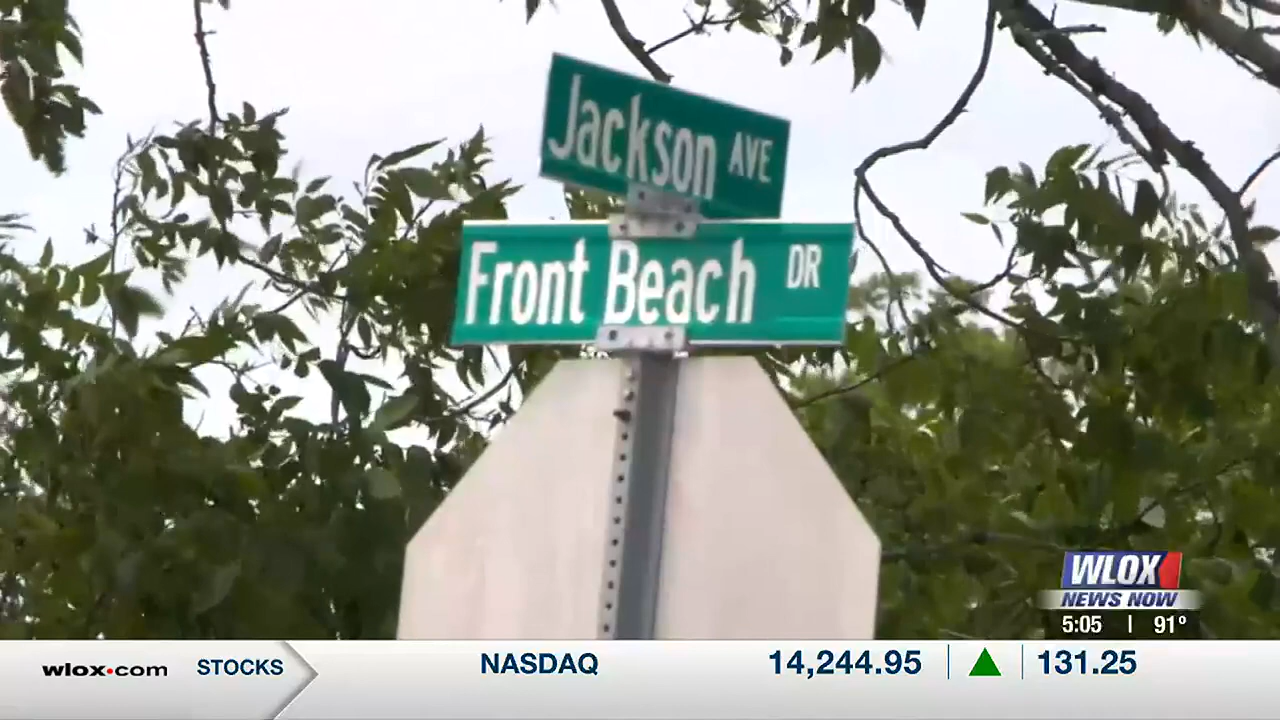 Jackson AVE
Front Beach DR
WLOX
NEWS NOW
5:05 | 91°
wlox.com STOCKS NASDAQ 14,244.95 131.25